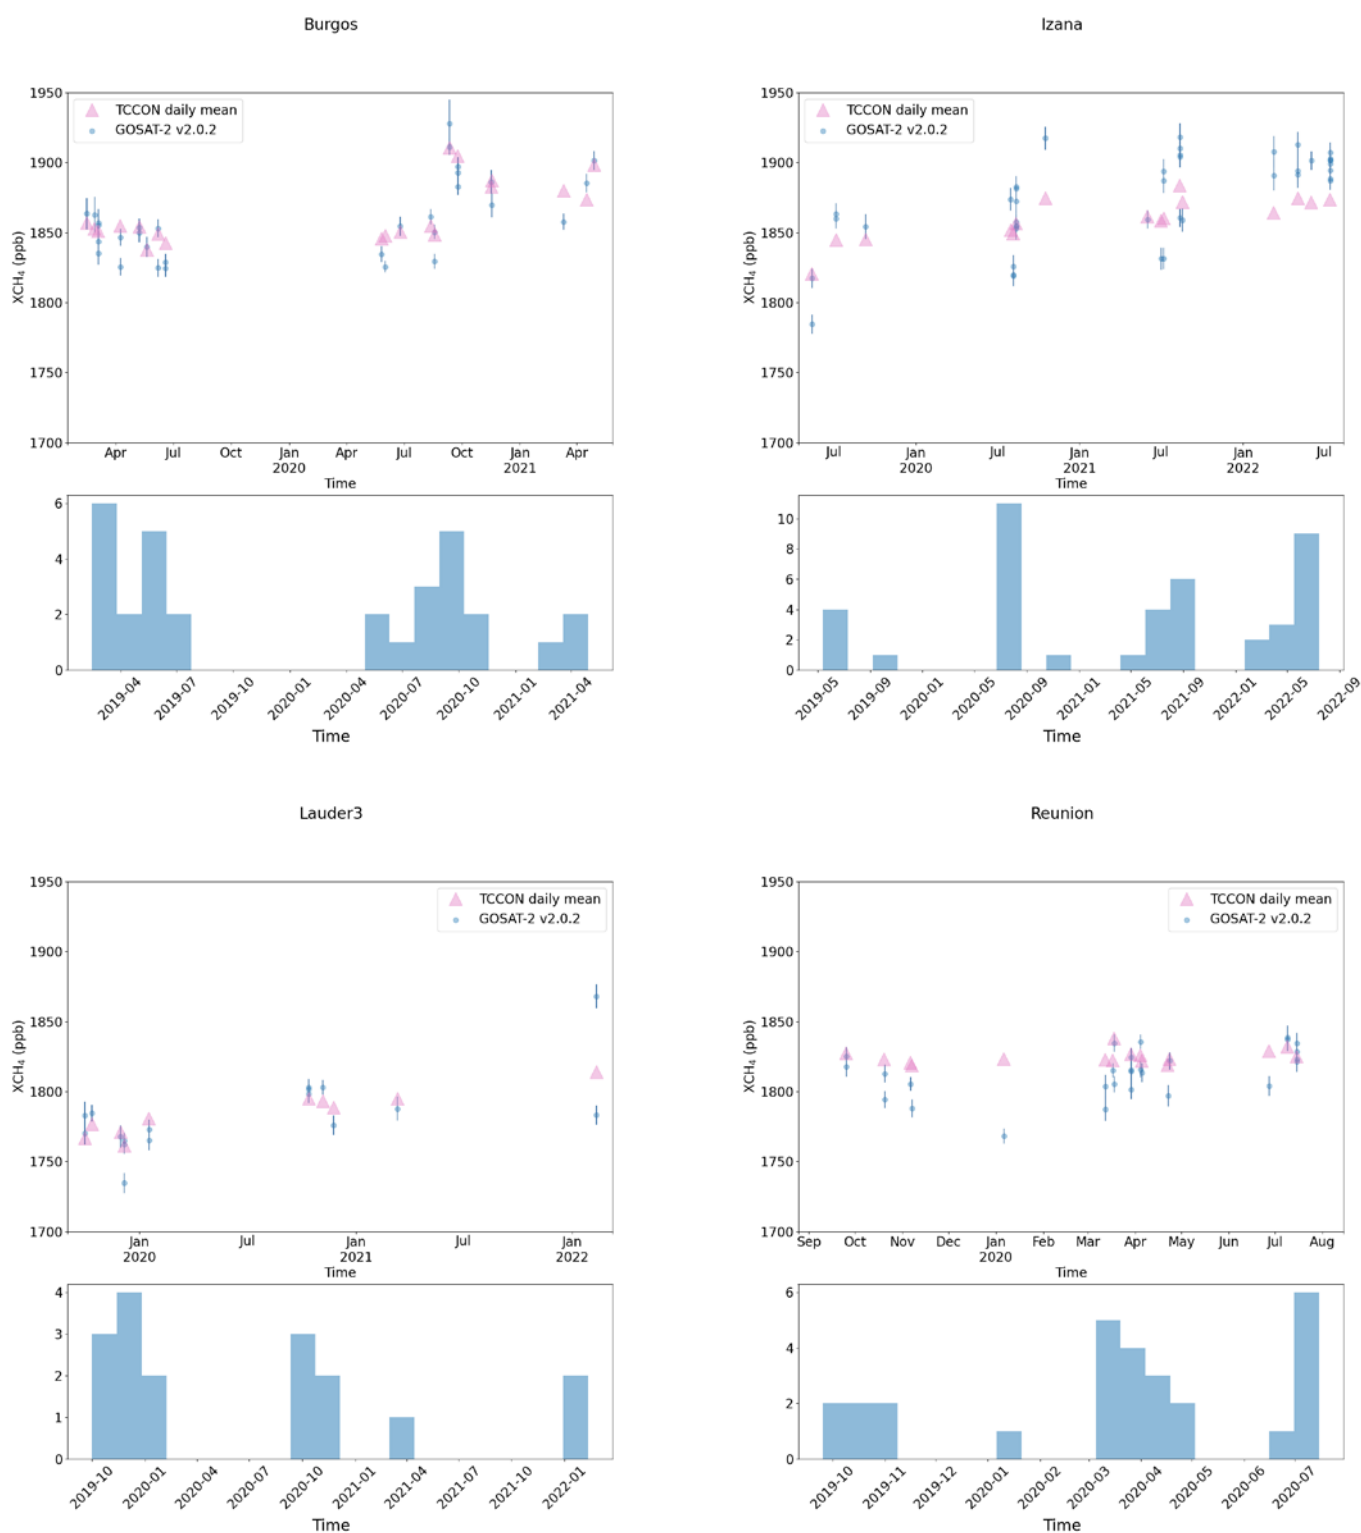 Burgos
1950
1900
1850
1800
1750
1700
XCH₄ (ppb)
TCCON daily mean
GOSAT-2 v2.0.2
Apr Jul Oct Jan Apr Jul Oct Jan Apr
2020 2021
Time
6
4
2
0
2019-04 2019-07 2019-10 2020-01 2020-04 2020-07 2020-10 2021-01 2021-04
Time
Izana
1950
1900
1850
1800
1750
1700
XCH₄ (ppb)
TCCON daily mean
GOSAT-2 v2.0.2
Jul Jan Jul Jan Jul Jan Jul
2020 2021 2022
Time
10
8
6
4
2
0
2019-05 2019-09 2020-01 2020-05 2020-09 2021-01 2021-05 2021-09 2022-01 2022-05 2022-09
Time
Lauder3
1950
1900
1850
1800
1750
1700
XCH₄ (ppb)
TCCON daily mean
GOSAT-2 v2.0.2
Jan Jul Jan Jul Jan
2020 2021 2022
Time
4
3
2
1
0
2019-10 2020-01 2020-04 2020-07 2020-10 2021-01 2021-04 2021-07 2021-10 2022-01
Time
Reunion
1950
1900
1850
1800
1750
1700
XCH₄ (ppb)
TCCON daily mean
GOSAT-2 v2.0.2
Sep Oct Nov Dec Jan Feb Mar Apr May Jun Jul Aug
2020
Time
6
4
2
0
2019-10 2019-11 2019-12 2020-01 2020-02 2020-03 2020-04 2020-05 2020-06 2020-07
Time